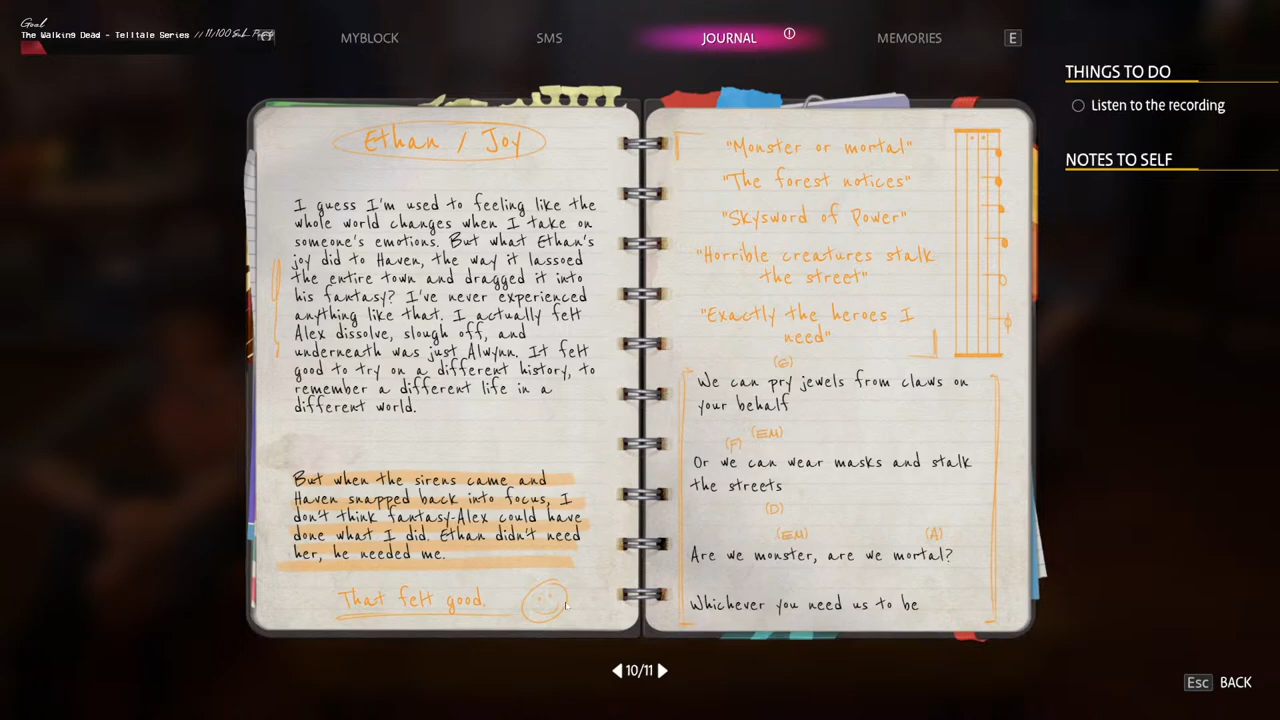 Goal
The Walking Dead - Telltale Series // 11/100 Sub
MYBLOCK
SMS
JOURNAL
MEMORIES
E
THINGS TO DO
Listen to the recording
NOTES TO SELF
Ethan / Joy
I guess I'm used to feeling like the
whole world changes when I take on
someone's emotions. But what Ethan's
joy did to Haven, the way it lassoed
the entire town and dragged it into
his fantasy? I've never experienced
anything like that. I actually felt
Alex dissolve, slough off, and
underneath was just Alwynn. It felt
good to try on a different history, to
remember a different life in a
different world.
But when the sirens came and
Haven snapped back into focus, I
don't think fantasy-Alex could have
done what I did. Ethan didn't need
her, he needed me.
That felt good.
"Monster or mortal"
"The forest notices"
"Skysword of Power"
"Horrible creatures stalk
the street"
"Exactly the heroes I
need"
(G)
We can pry jewels from claws on
your behalf
(F) (EM)
Or we can wear masks and stalk
the streets
(D)
(EM) (A)
Are we monster, are we mortal?
Whichever you need us to be
10/11
Esc BACK